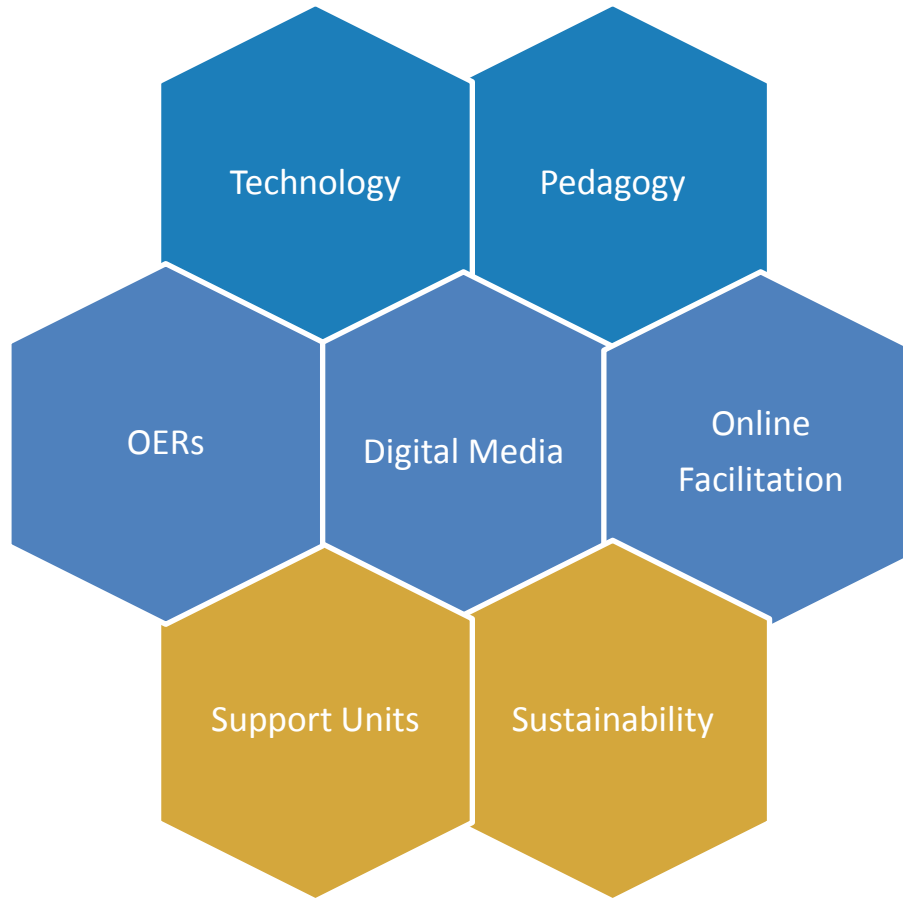 Technology
Pedagogy
OERs
Digital Media
Online
Facilitation
Support Units
Sustainability